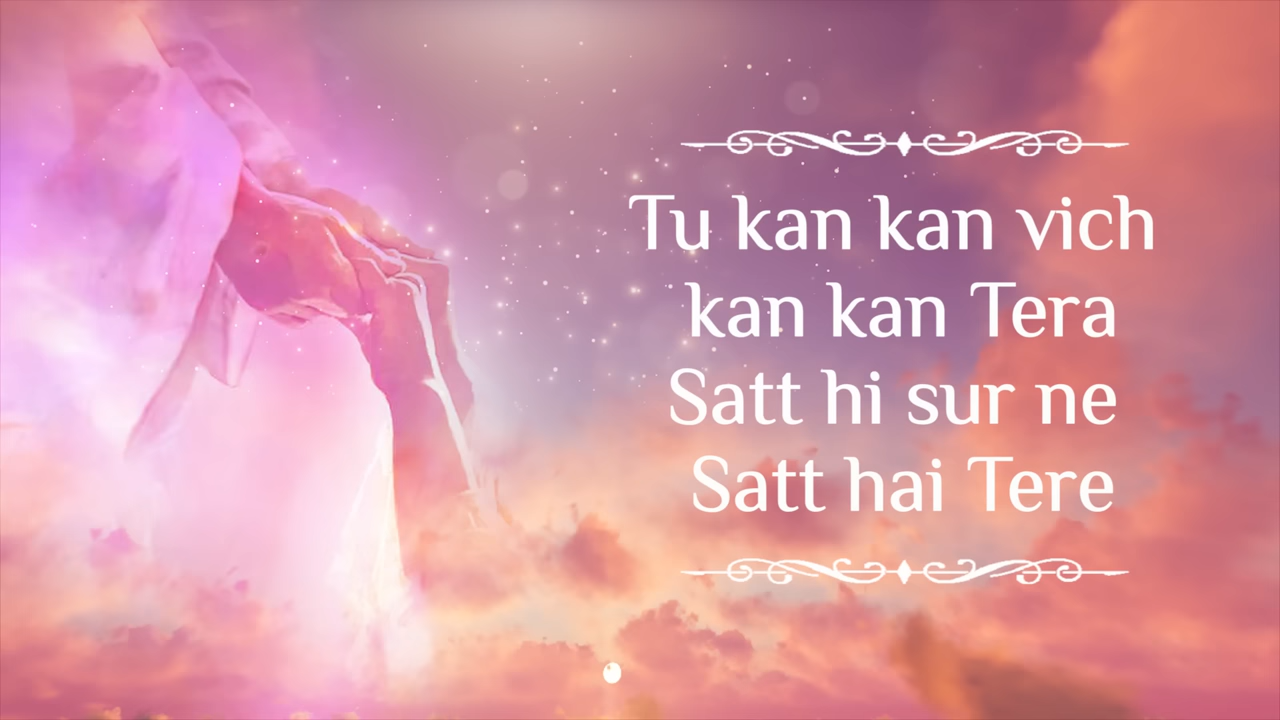 Tu kan kan vich
kan kan Tera
Satt hi sur ne
Satt hai Tere